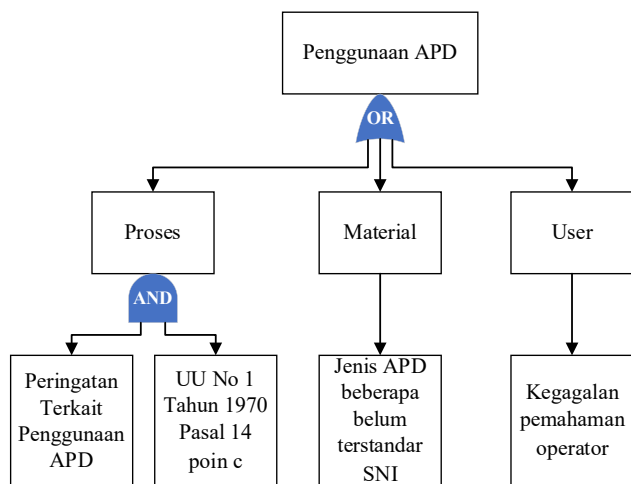 Penggunaan APD
OR
Proses
Material
User
AND
Peringatan
Terkait
Penggunaan
APD
UU No 1
Tahun 1970
Pasal 14
poin c
Jenis APD
beberapa
belum
terstandar
SNI
Kegagalan
pemahaman
operator